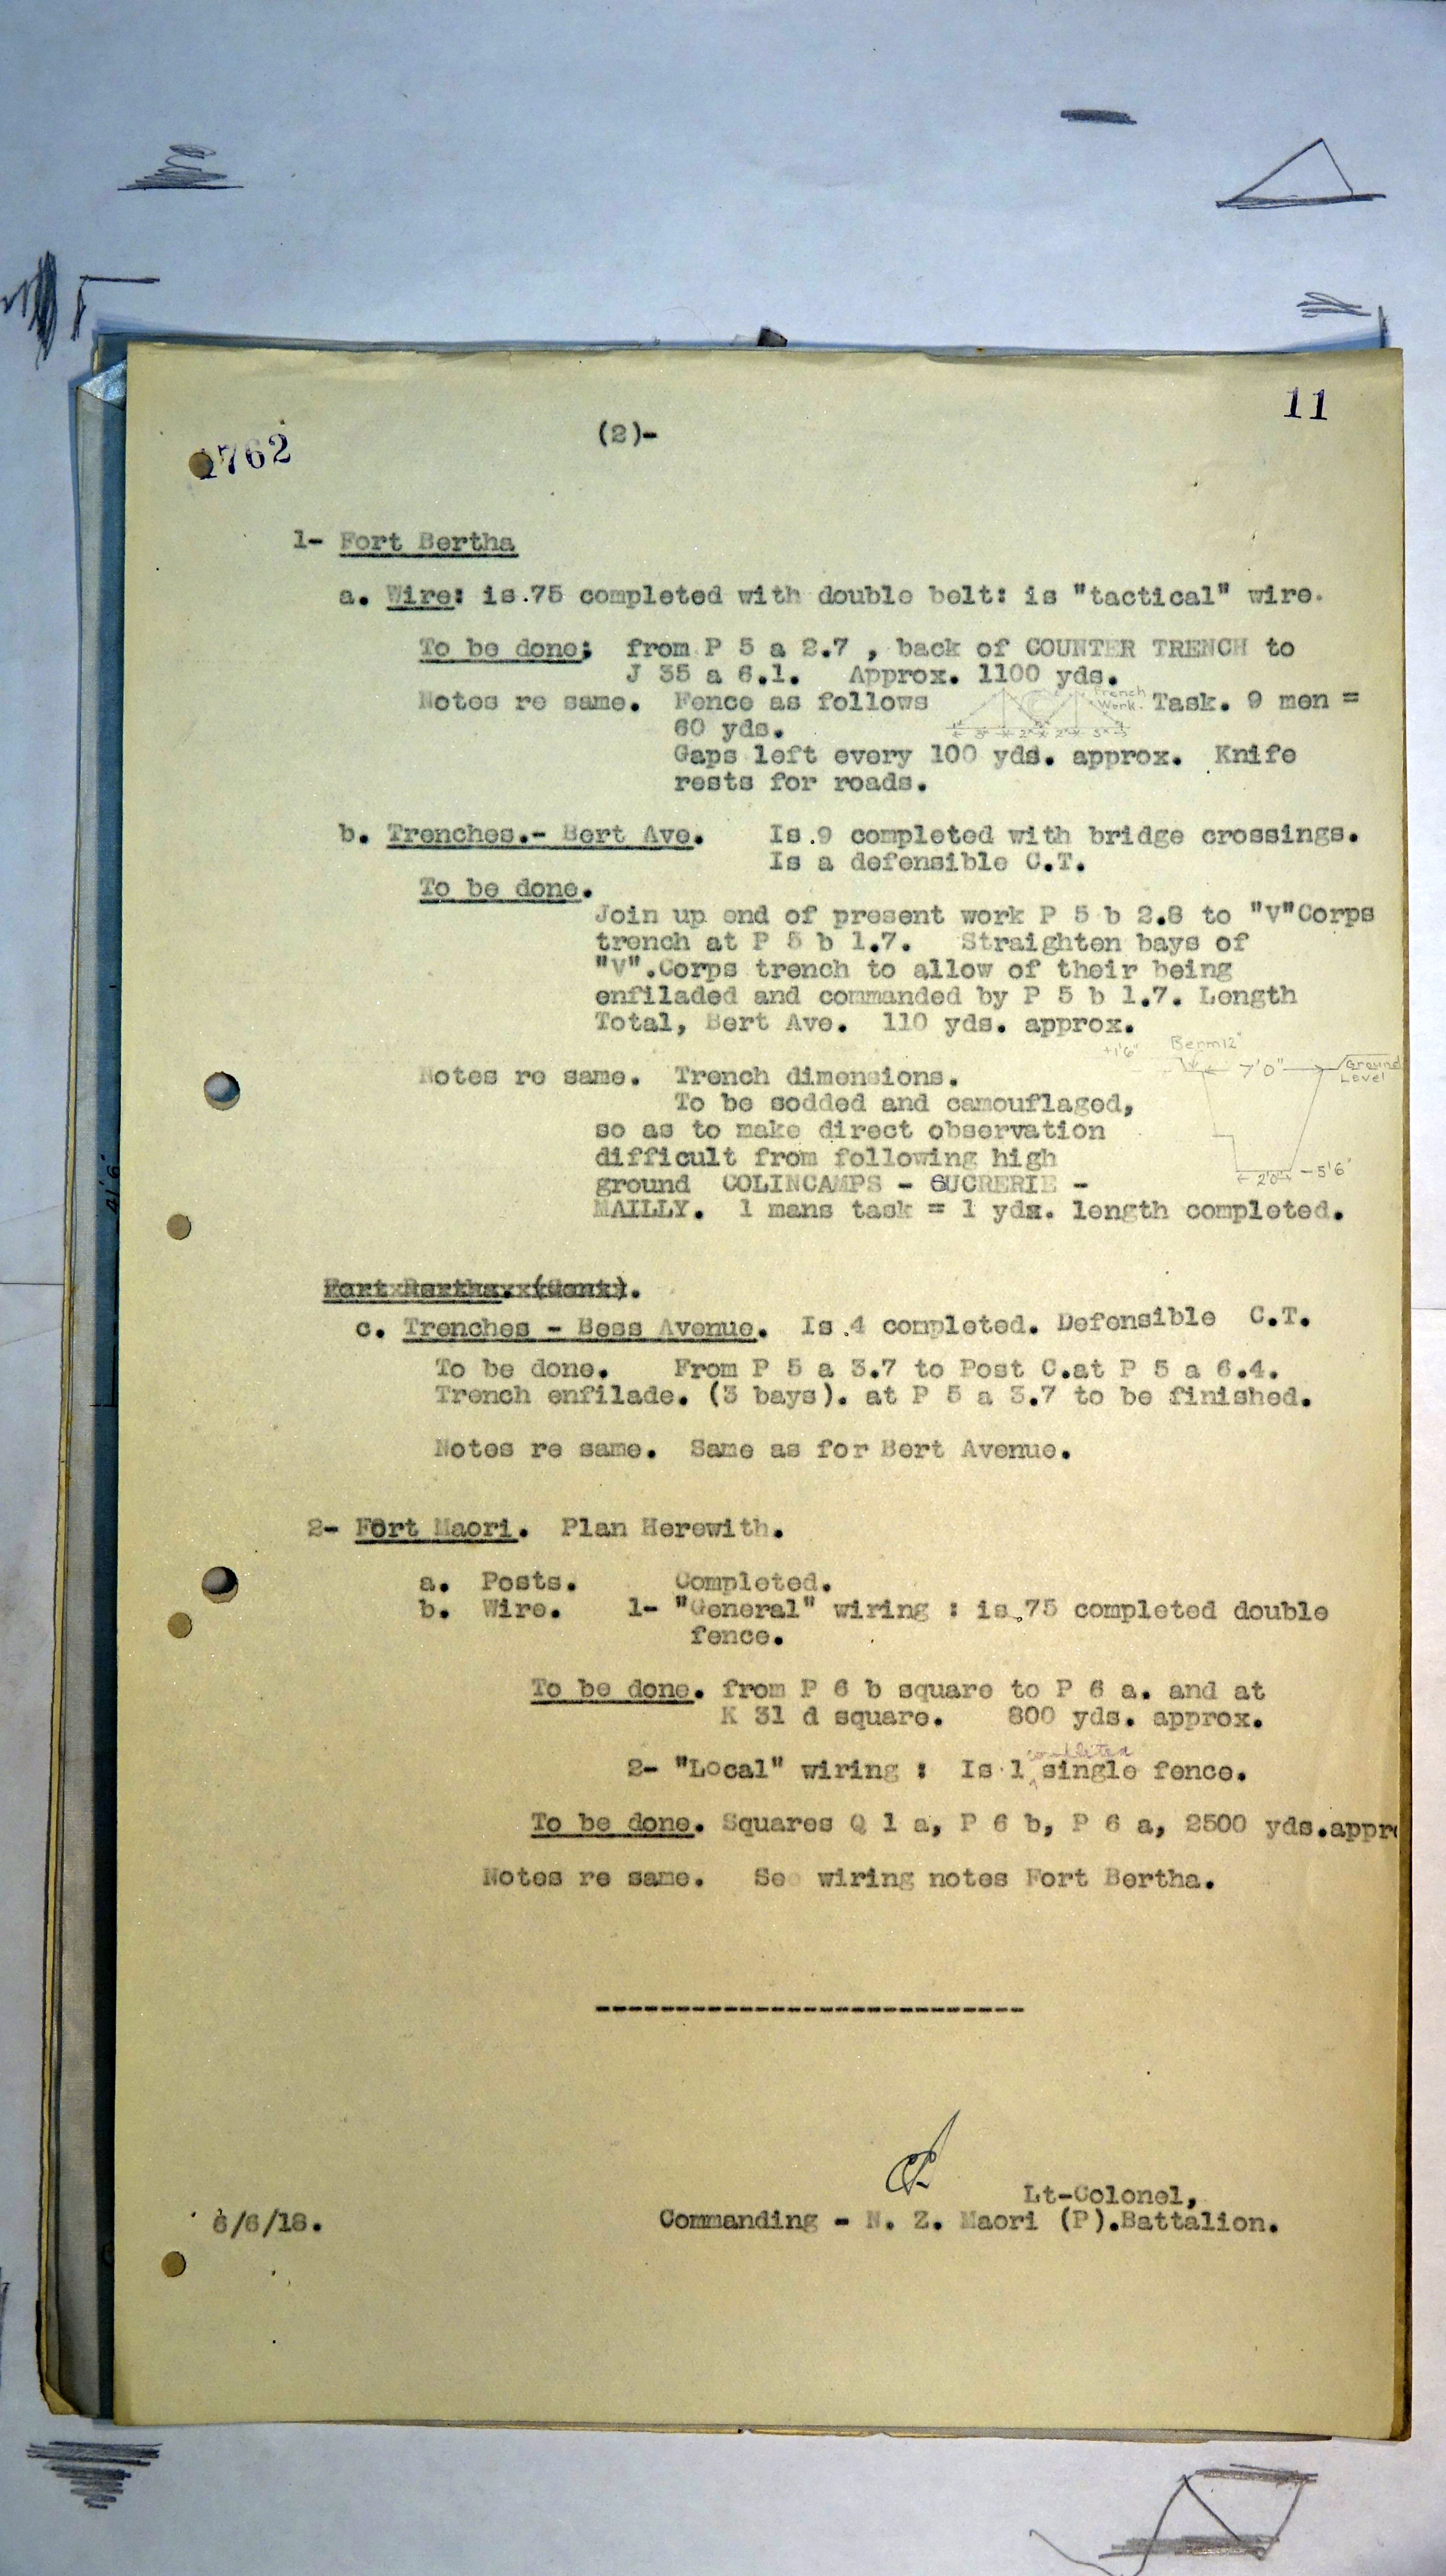 11
1762
(2)-
1- Fort Bertha
a. Wire: is .75 completed with double belt: is "tactical" wire.
To be done; from P 5 a 2.7 , back of COUNTER TRENCH to
J 35 a 6.1. Approx. 1100 yds.
Notes re same. Fence as follows French Work. Task. 9 men =
60 yds.
Gaps left every 100 yds. approx. Knife
rests for roads.
b. Trenches.- Bert Ave. Is .9 completed with bridge crossings.
Is a defensible C.T.
To be done.
Join up end of present work P 5 b 2.8 to "V"Corps
trench at P 5 b 1.7. Straighten bays of
"V".Corps trench to allow of their being
enfiladed and commanded by P 5 b 1.7. Length
Total, Bert Ave. 110 yds. approx.
+1'6" Berm 12"
7'0" Ground Level
Notes re same. Trench dimensions.
To be sodded and camouflaged,
so as to make direct observation
difficult from following high
2'0" -5'6"
ground COLINCAMPS - SUCRERIE -
MAILLY. 1 mans task = 1 ydx. length completed.
Fort Bertha. (Cont).
c. Trenches - Bess Avenue. Is .4 completed. Defensible C.T.
To be done. From P 5 a 3.7 to Post C.at P 5 a 6.4.
Trench enfilade. (3 bays). at P 5 a 3.7 to be finished.
Notes re same. Same as for Bert Avenue.
2- Fort Maori. Plan Herewith.
a. Posts. Completed.
b. Wire. 1- "General" wiring : is .75 completed double
fence.
To be done. from P 6 b square to P 6 a. and at
K 31 d square. 800 yds. approx.
2- "Local" wiring : Is .1 completed single fence.
To be done. Squares Q 1 a, P 6 b, P 6 a, 2500 yds.appro
Notes re same. See wiring notes Fort Bertha.
Lt-Colonel,
6/6/18. Commanding - N. Z. Maori (P).Battalion.
41'6"